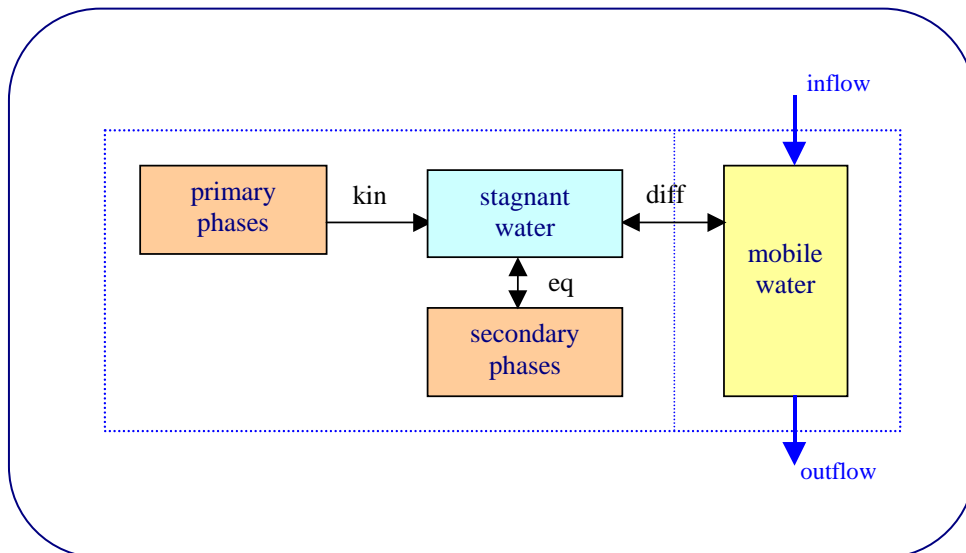 inflow
primary
phases
kin
stagnant
water
diff
mobile
water
eq
secondary
phases
outflow